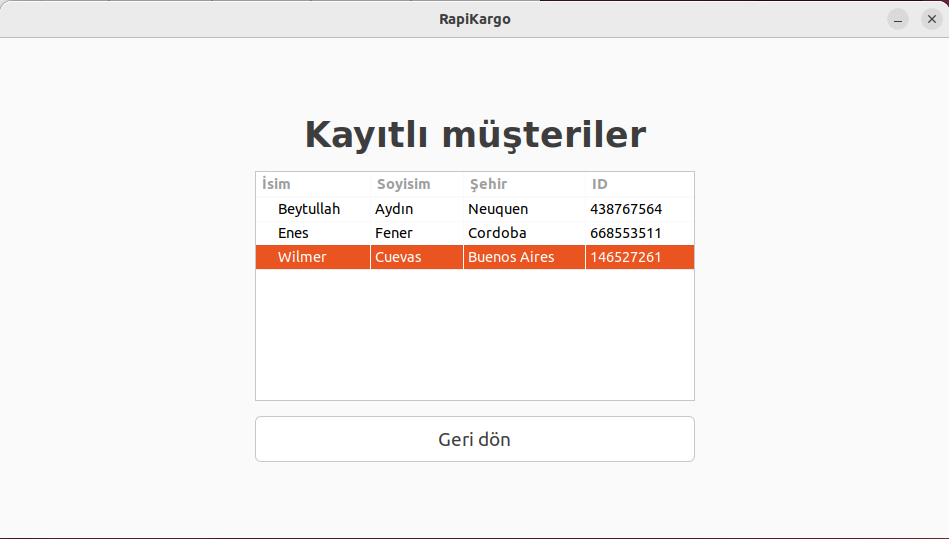 RapiKargo
Kayıtlı müşteriler
İsim Soyisim Şehir ID
Beytullah Aydın Neuquen 438767564
Enes Fener Cordoba 668553511
Wilmer Cuevas Buenos Aires 146527261
Geri dön